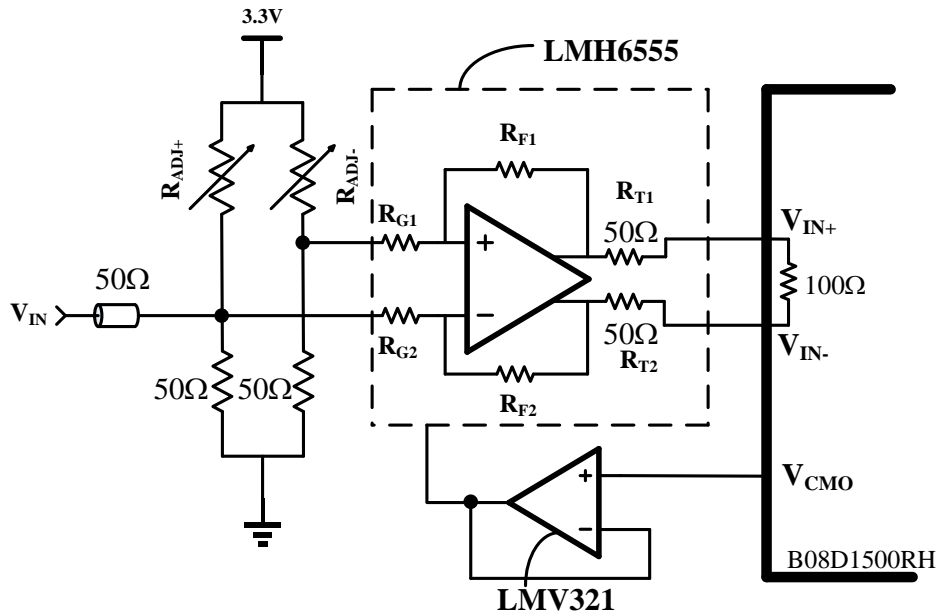 3.3V
LMH6555
RADJ+
RADJ-
RF1
RT1
RG1
50Ω
VIN+
50Ω
VIN
+
100Ω
−
50Ω
RG2
VIN-
RT2
50Ω
50Ω
RF2
+
VCMO
−
B08D1500RH
LMV321